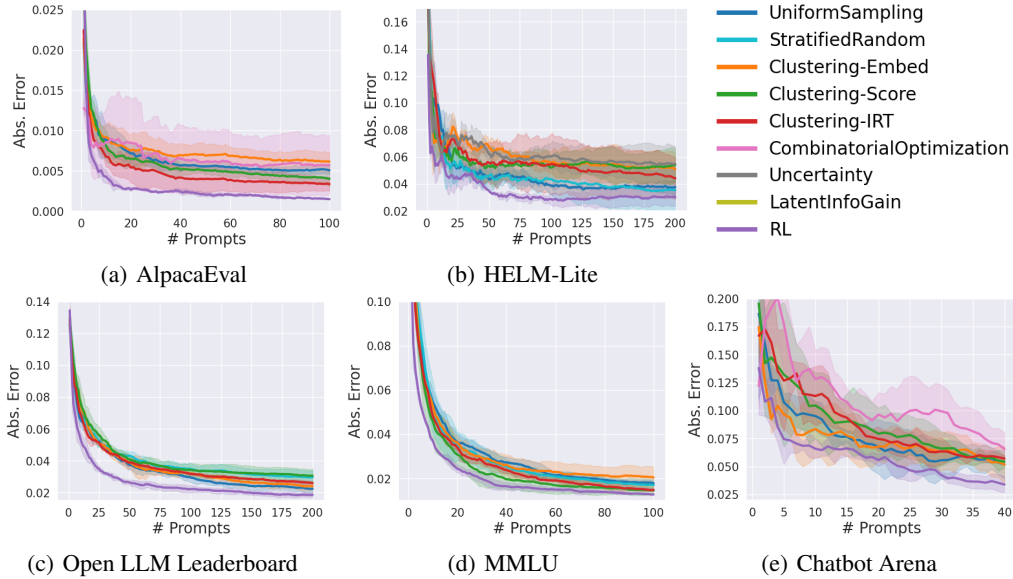 0.025
0.020
0.015
0.010
0.005
0.000
Abs. Error
0 20 40 60 80 100
# Prompts
(a) AlpacaEval
0.16
0.14
0.12
0.10
0.08
0.06
0.04
0.02
Abs. Error
0 25 50 75 100 125 150 175 200
# Prompts
(b) HELM-Lite
UniformSampling
StratifiedRandom
Clustering-Embed
Clustering-Score
Clustering-IRT
CombinatorialOptimization
Uncertainty
LatentInfoGain
RL
0.14
0.12
0.10
0.08
0.06
0.04
0.02
Abs. Error
0 25 50 75 100 125 150 175 200
# Prompts
(c) Open LLM Leaderboard
0.10
0.08
0.06
0.04
0.02
Abs. Error
0 20 40 60 80 100
# Prompts
(d) MMLU
0.200
0.175
0.150
0.125
0.100
0.075
0.050
0.025
Abs. Error
0 5 10 15 20 25 30 35 40
# Prompts
(e) Chatbot Arena